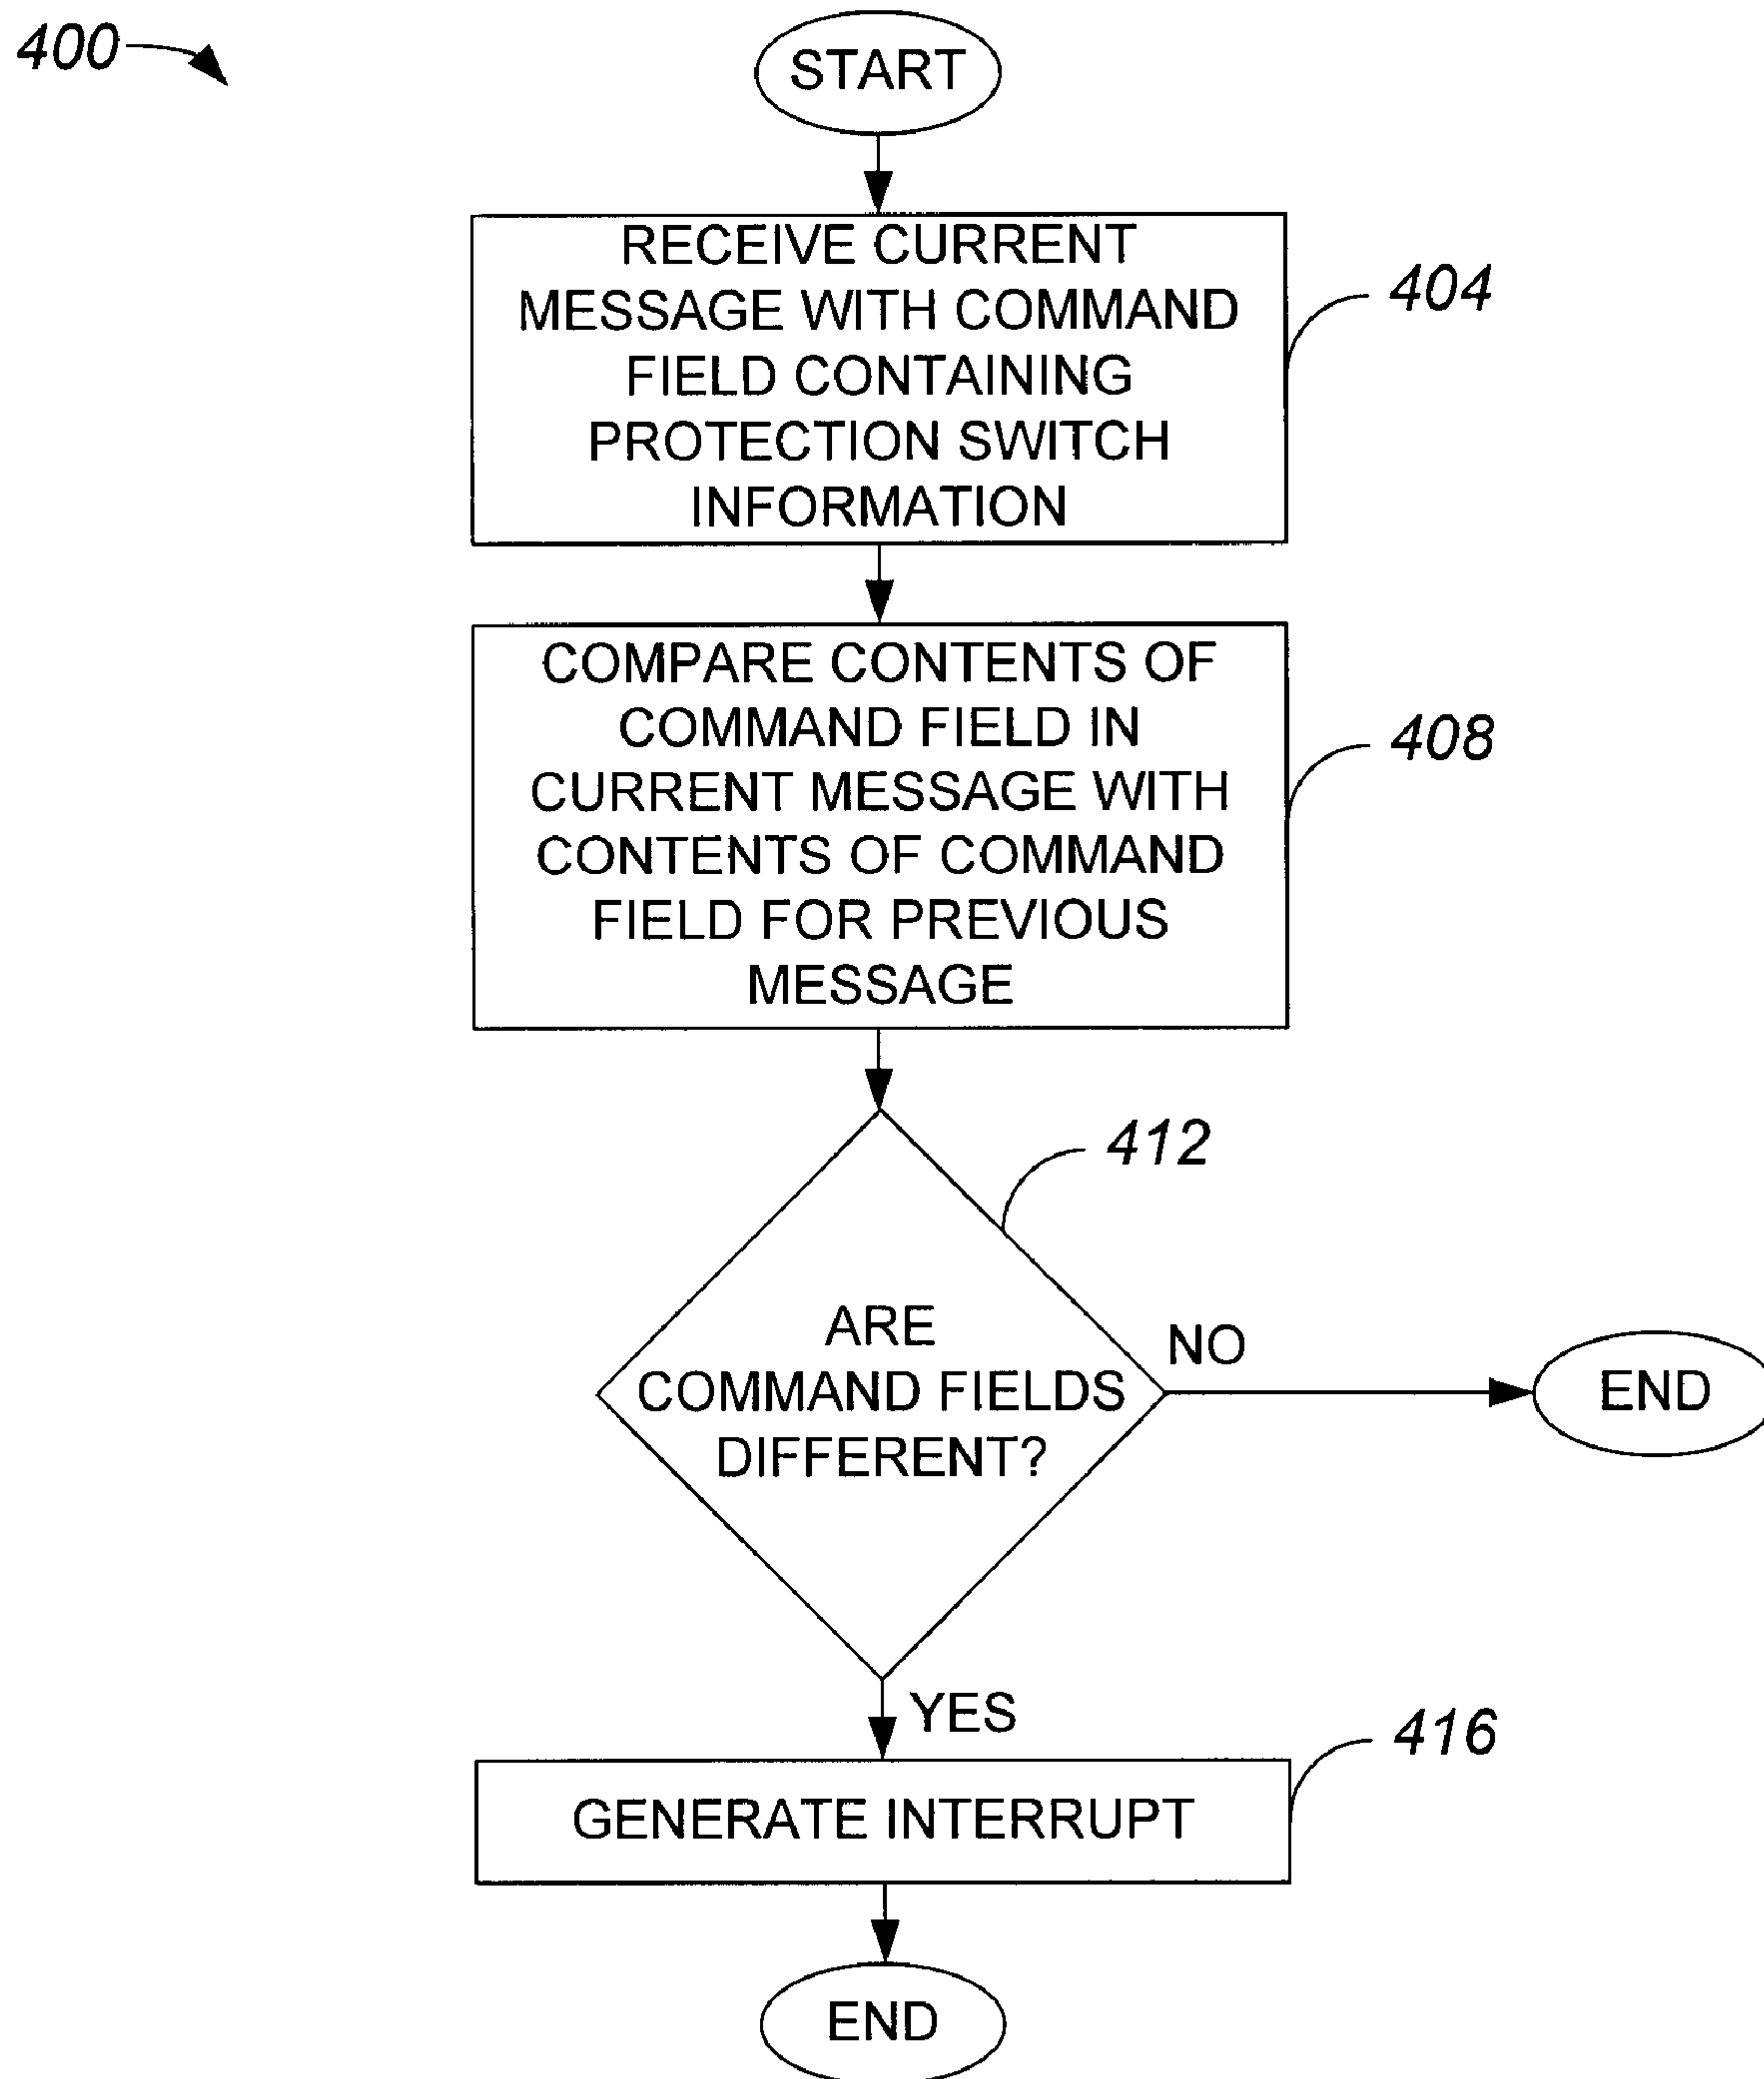 400
START
RECEIVE CURRENT
MESSAGE WITH COMMAND
FIELD CONTAINING
PROTECTION SWITCH
INFORMATION
404
COMPARE CONTENTS OF
COMMAND FIELD IN
CURRENT MESSAGE WITH
CONTENTS OF COMMAND
FIELD FOR PREVIOUS
MESSAGE
408
412
ARE
COMMAND FIELDS
DIFFERENT?
NO
END
YES
416
GENERATE INTERRUPT
END